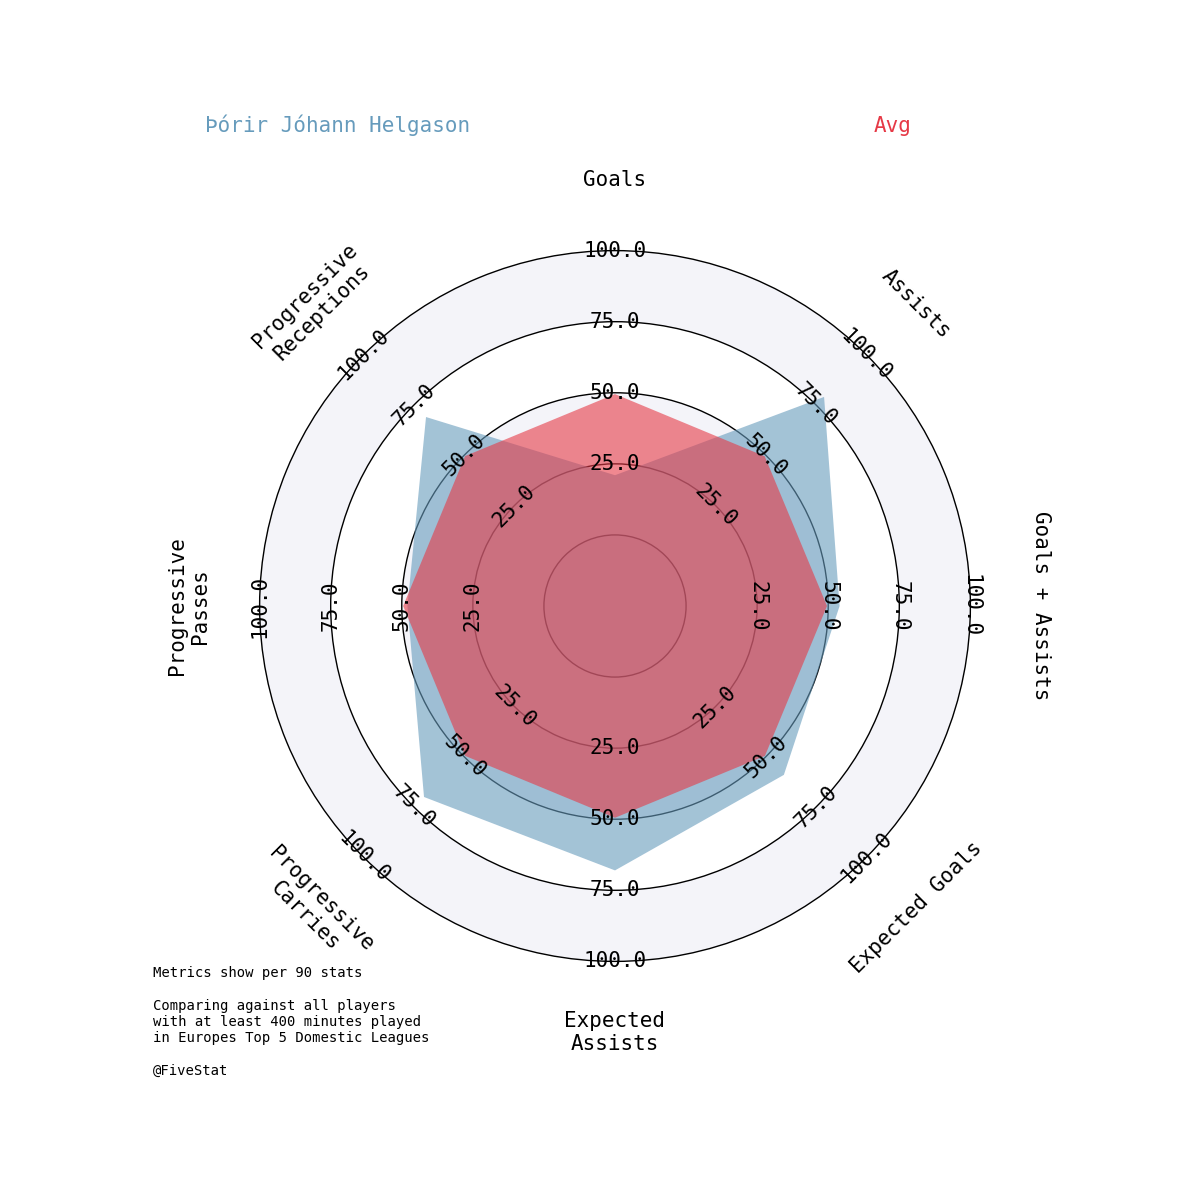 Þórir Jóhann Helgason
Avg
Goals
Assists
Goals + Assists
Expected Goals
Expected
Assists
Progressive
Carries
Progressive
Passes
Progressive
Receptions
25.0
50.0
75.0
100.0
25.0
50.0
75.0
100.0
25.0
50.0
75.0
100.0
25.0
50.0
75.0
100.0
25.0
50.0
75.0
100.0
25.0
50.0
75.0
100.0
25.0
50.0
75.0
100.0
25.0
50.0
75.0
100.0
Metrics show per 90 stats
Comparing against all players
with at least 400 minutes played
in Europes Top 5 Domestic Leagues
@FiveStat